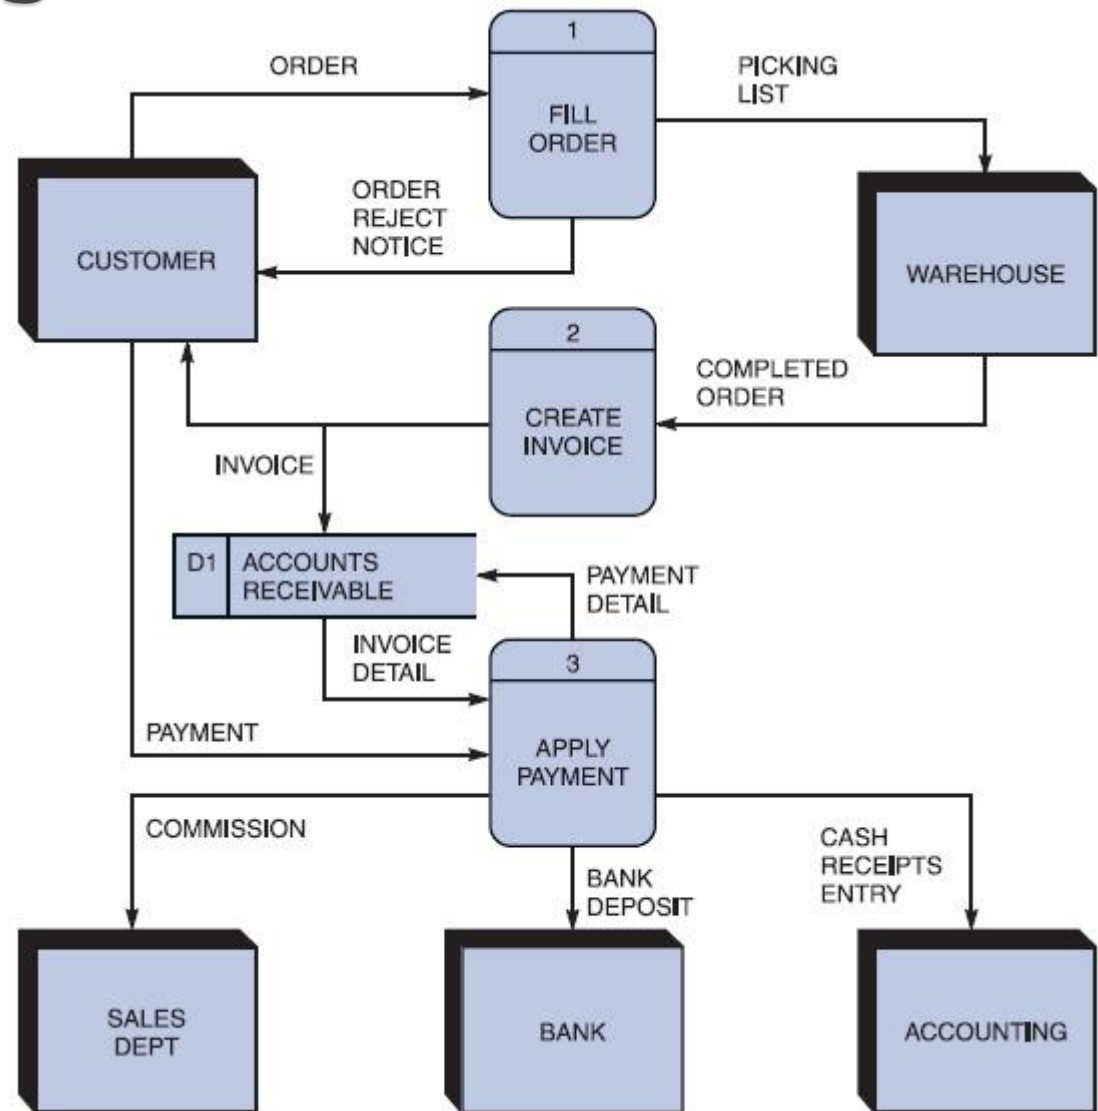 1
FILL
ORDER
ORDER
PICKING
LIST
ORDER
REJECT
NOTICE
CUSTOMER
WAREHOUSE
2
CREATE
INVOICE
COMPLETED
ORDER
INVOICE
D1
ACCOUNTS
RECEIVABLE
PAYMENT
DETAIL
INVOICE
DETAIL
3
APPLY
PAYMENT
PAYMENT
COMMISSION
BANK
DEPOSIT
CASH
RECEIPTS
ENTRY
SALES
DEPT
BANK
ACCOUNTING